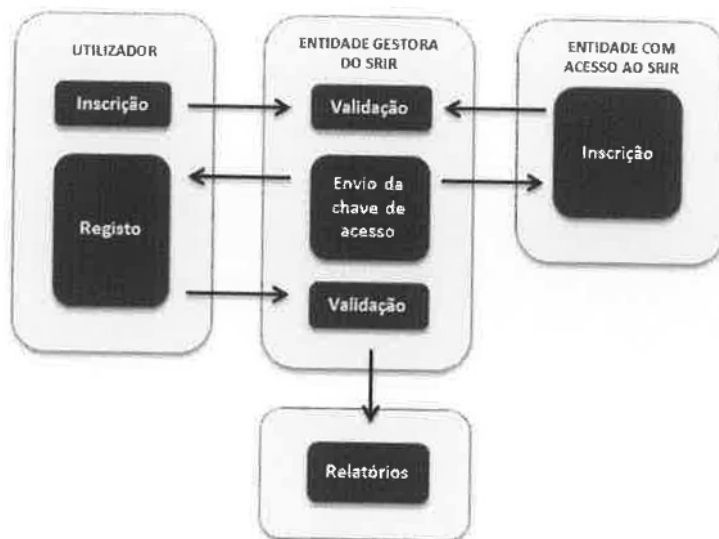 UTILIZADOR
Inscrição
Registo
ENTIDADE GESTORA
DO SRIR
Validação
Envio da
chave de
acesso
Validação
ENTIDADE COM
ACESSO AO SRIR
Inscrição
Relatórios